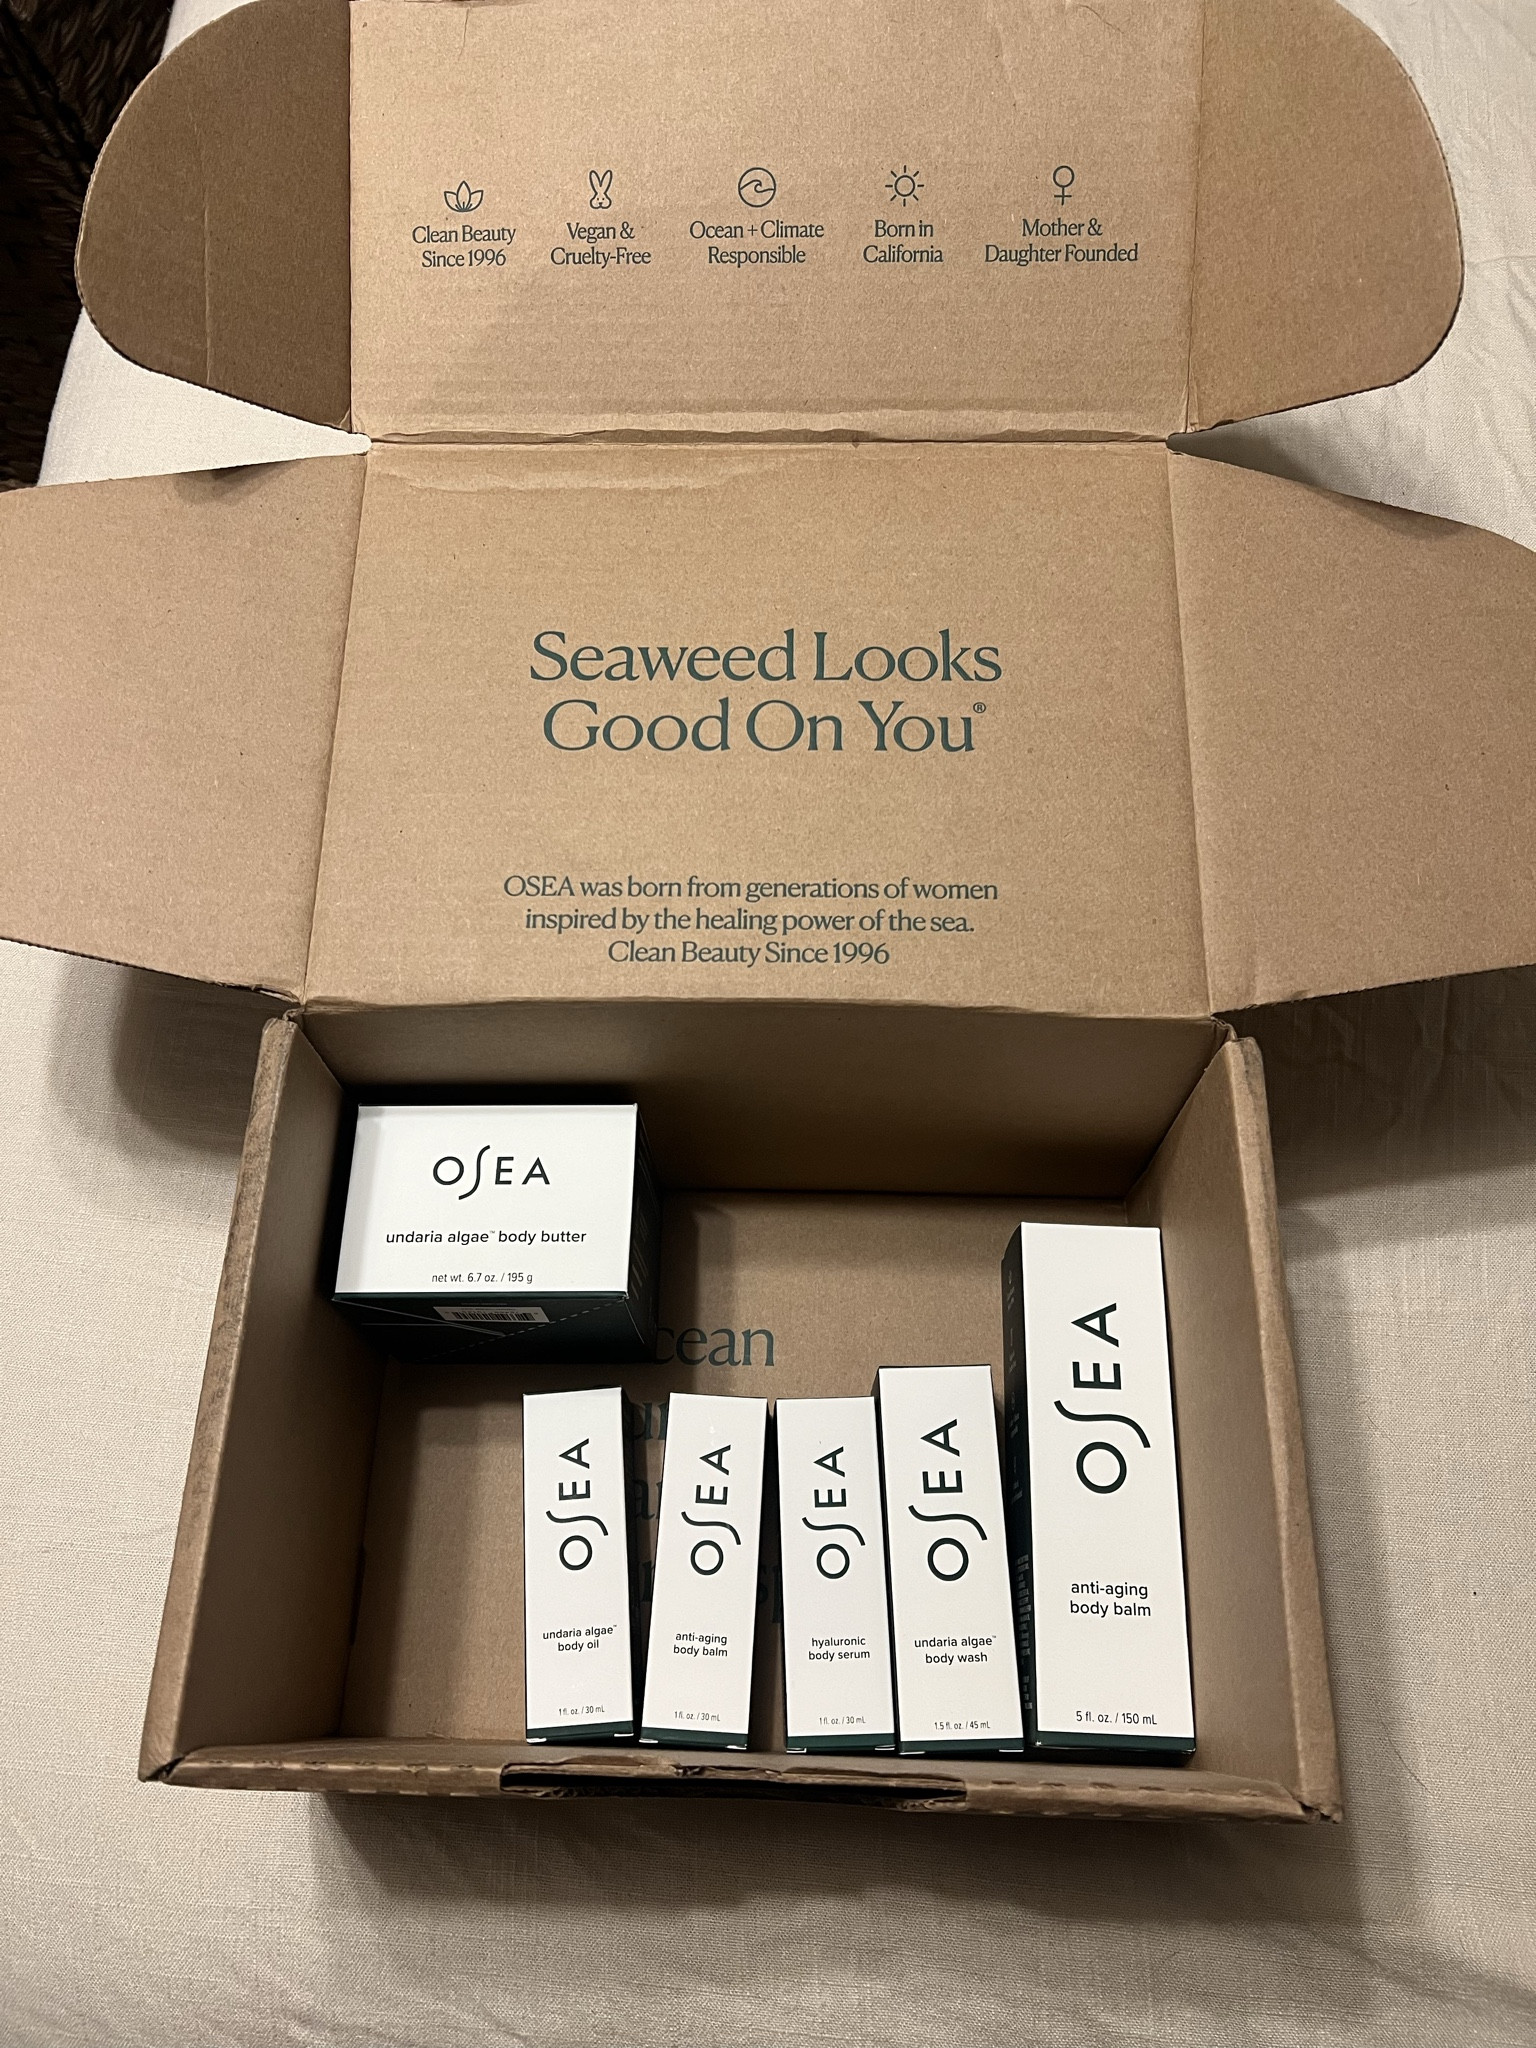 Clean Beauty
Since 1996
Vegan &
Cruelty-Free
Ocean + Climate
Responsible
Born in
California
Mother &
Daughter Founded
Seaweed Looks
Good On You®
OSEA was born from generations of women
inspired by the healing power of the sea.
Clean Beauty Since 1996
OSEA
undaria algae™ body butter
net wt. 6.7 oz. / 195 g
OSEA
undaria algae™
body oil
1 fl. oz. / 30 mL
OSEA
anti-aging
body balm
1 fl. oz. / 30 mL
OSEA
hyaluronic
body serum
1 fl. oz. / 30 mL
OSEA
undaria algae™
body wash
1.5 fl. oz. / 45 mL
OSEA
anti-aging
body balm
5 fl. oz. / 150 mL